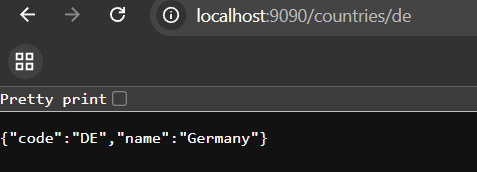 localhost:9090/countries/de
Pretty print
{"code":"DE","name":"Germany"}